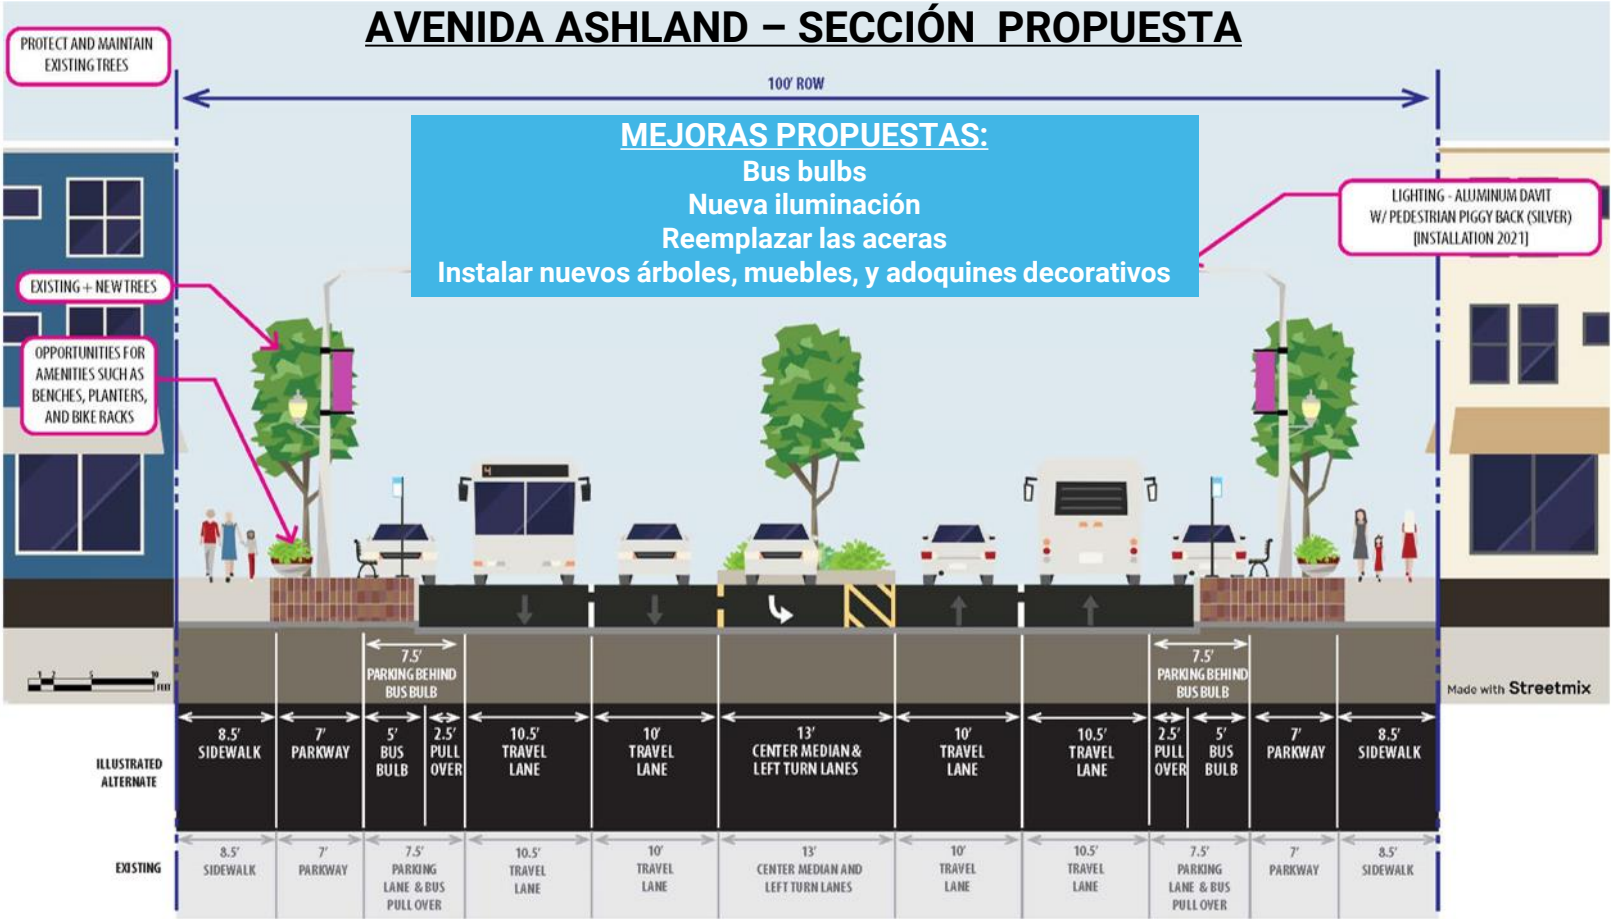 AVENIDA ASHLAND – SECCIÓN PROPUESTA
PROTECT AND MAINTAIN
EXISTING TREES
100' ROW
MEJORAS PROPUESTAS:
Bus bulbs
Nueva iluminación
Reemplazar las aceras
Instalar nuevos árboles, muebles, y adoquines decorativos
LIGHTING - ALUMINUM DAVIT
W/ PEDESTRIAN PIGGY BACK (SILVER)
[INSTALLATION 2021]
EXISTING + NEW TREES
OPPORTUNITIES FOR
AMENITIES SUCH AS
BENCHES, PLANTERS,
AND BIKE RACKS
4
7.5'
PARKING BEHIND
BUS BULB
7.5'
PARKING BEHIND
BUS BULB
1 2 5 10
FEET
Made with Streetmix
ILLUSTRATED
ALTERNATE
8.5'
SIDEWALK
7'
PARKWAY
5'
BUS
BULB
2.5'
PULL
OVER
10.5'
TRAVEL
LANE
10'
TRAVEL
LANE
13'
CENTER MEDIAN &
LEFT TURN LANES
10'
TRAVEL
LANE
10.5'
TRAVEL
LANE
2.5'
PULL
OVER
5'
BUS
BULB
7'
PARKWAY
8.5'
SIDEWALK
EXISTING
8.5'
SIDEWALK
7'
PARKWAY
7.5'
PARKING
LANE & BUS
PULL OVER
10.5'
TRAVEL
LANE
10'
TRAVEL
LANE
13'
CENTER MEDIAN AND
LEFT TURN LANES
10'
TRAVEL
LANE
10.5'
TRAVEL
LANE
7.5'
PARKING
LANE & BUS
PULL OVER
7'
PARKWAY
8.5'
SIDEWALK